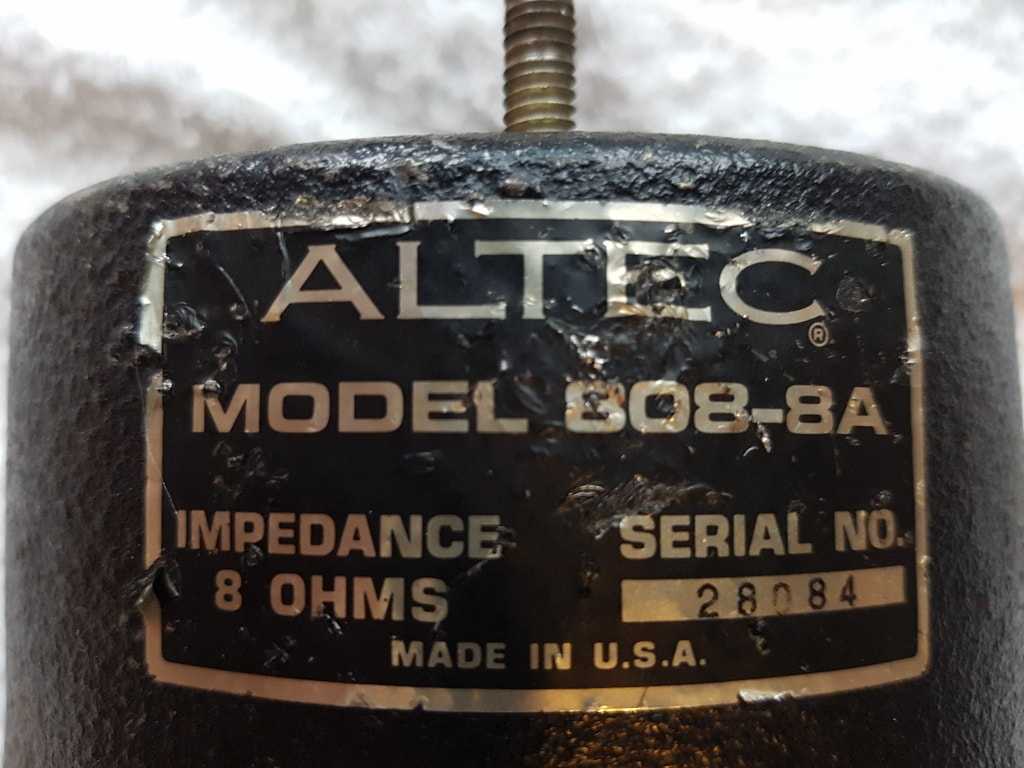 ALTEC®
MODEL 808-8A
IMPEDANCE
8 OHMS
SERIAL NO.
28084
MADE IN U.S.A.